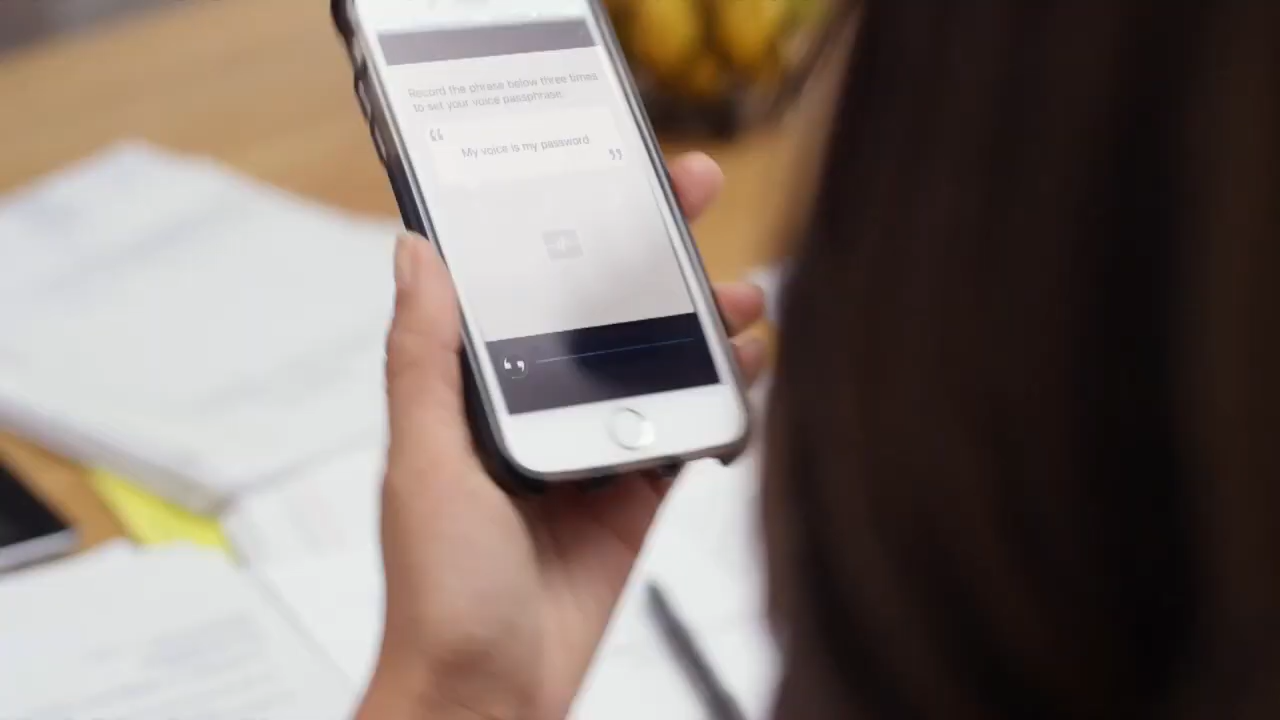 Record the phrase below three times
to set your voice passphrase.
“
My voice is my password
”